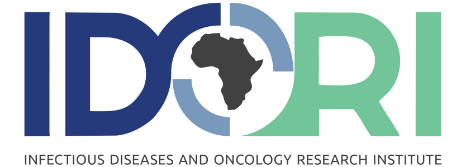 IDORI
INFECTIOUS DISEASES AND ONCOLOGY RESEARCH INSTITUTE